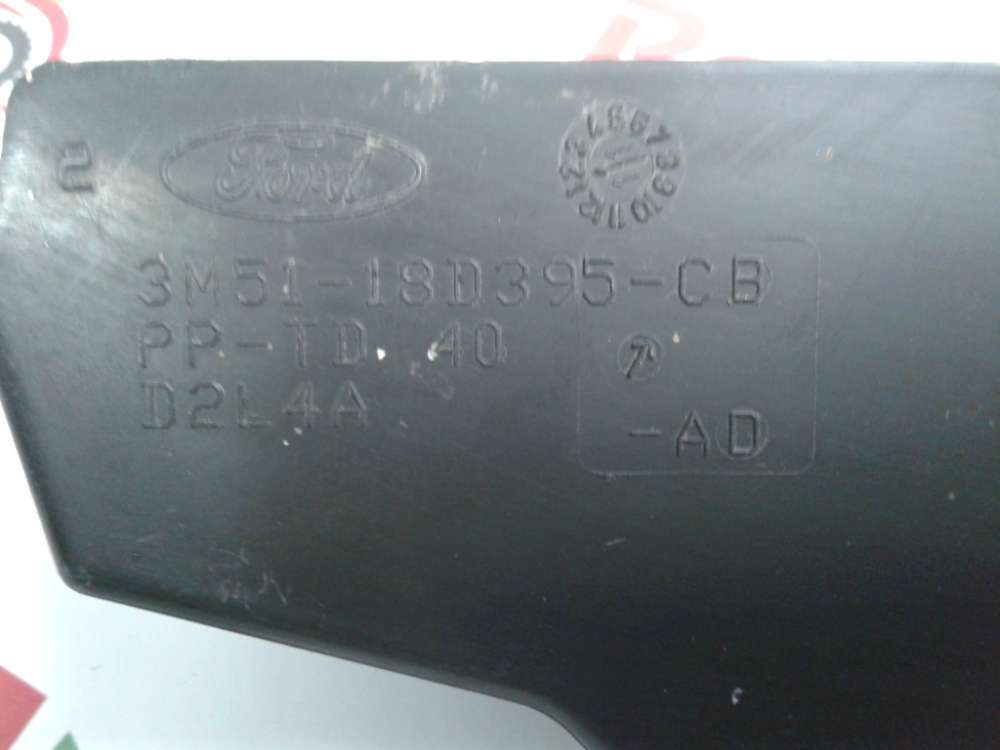 2 Ford
3M51-18D395-CB
PP-TD. 40
D2L4A
-AD